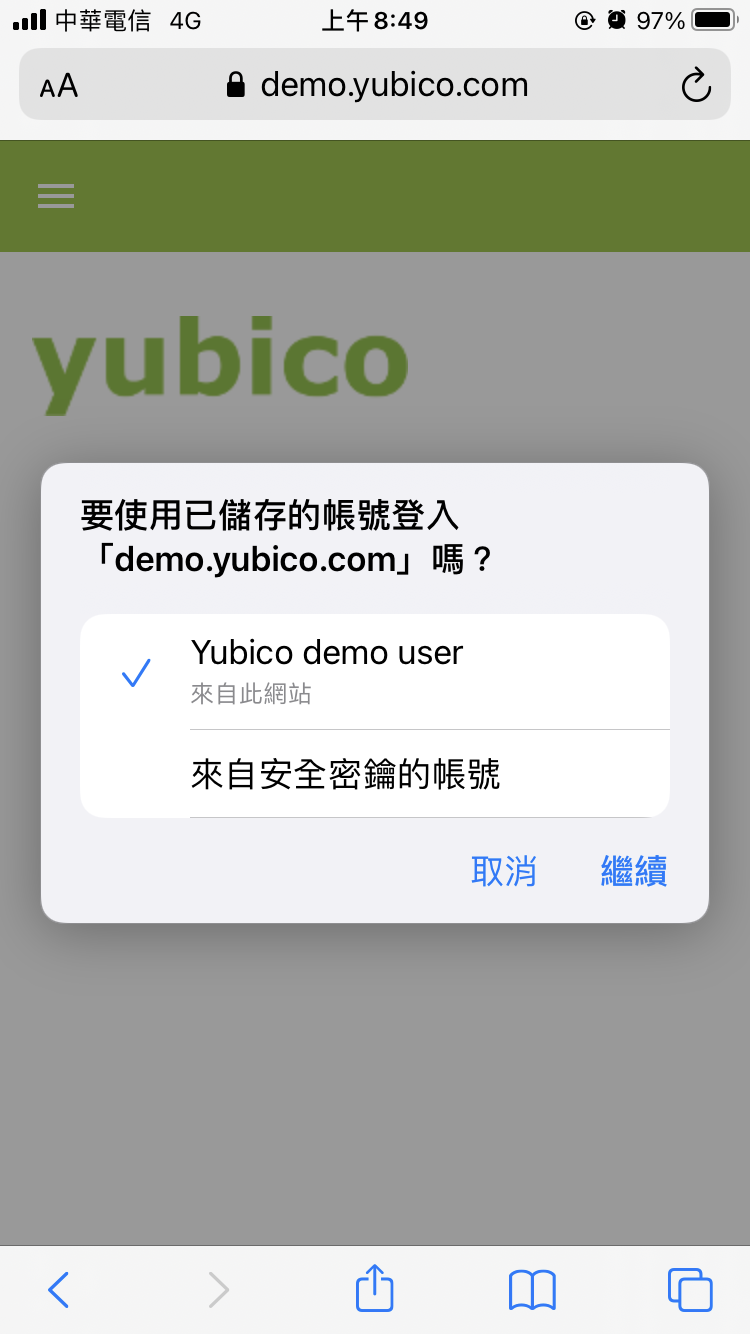 中華電信 4G 上午 8:49 97%
AA demo.yubico.com
yubico
要使用已儲存的帳號登入
「demo.yubico.com」嗎？
Yubico demo user
來自此網站
來自安全密鑰的帳號
取消 繼續